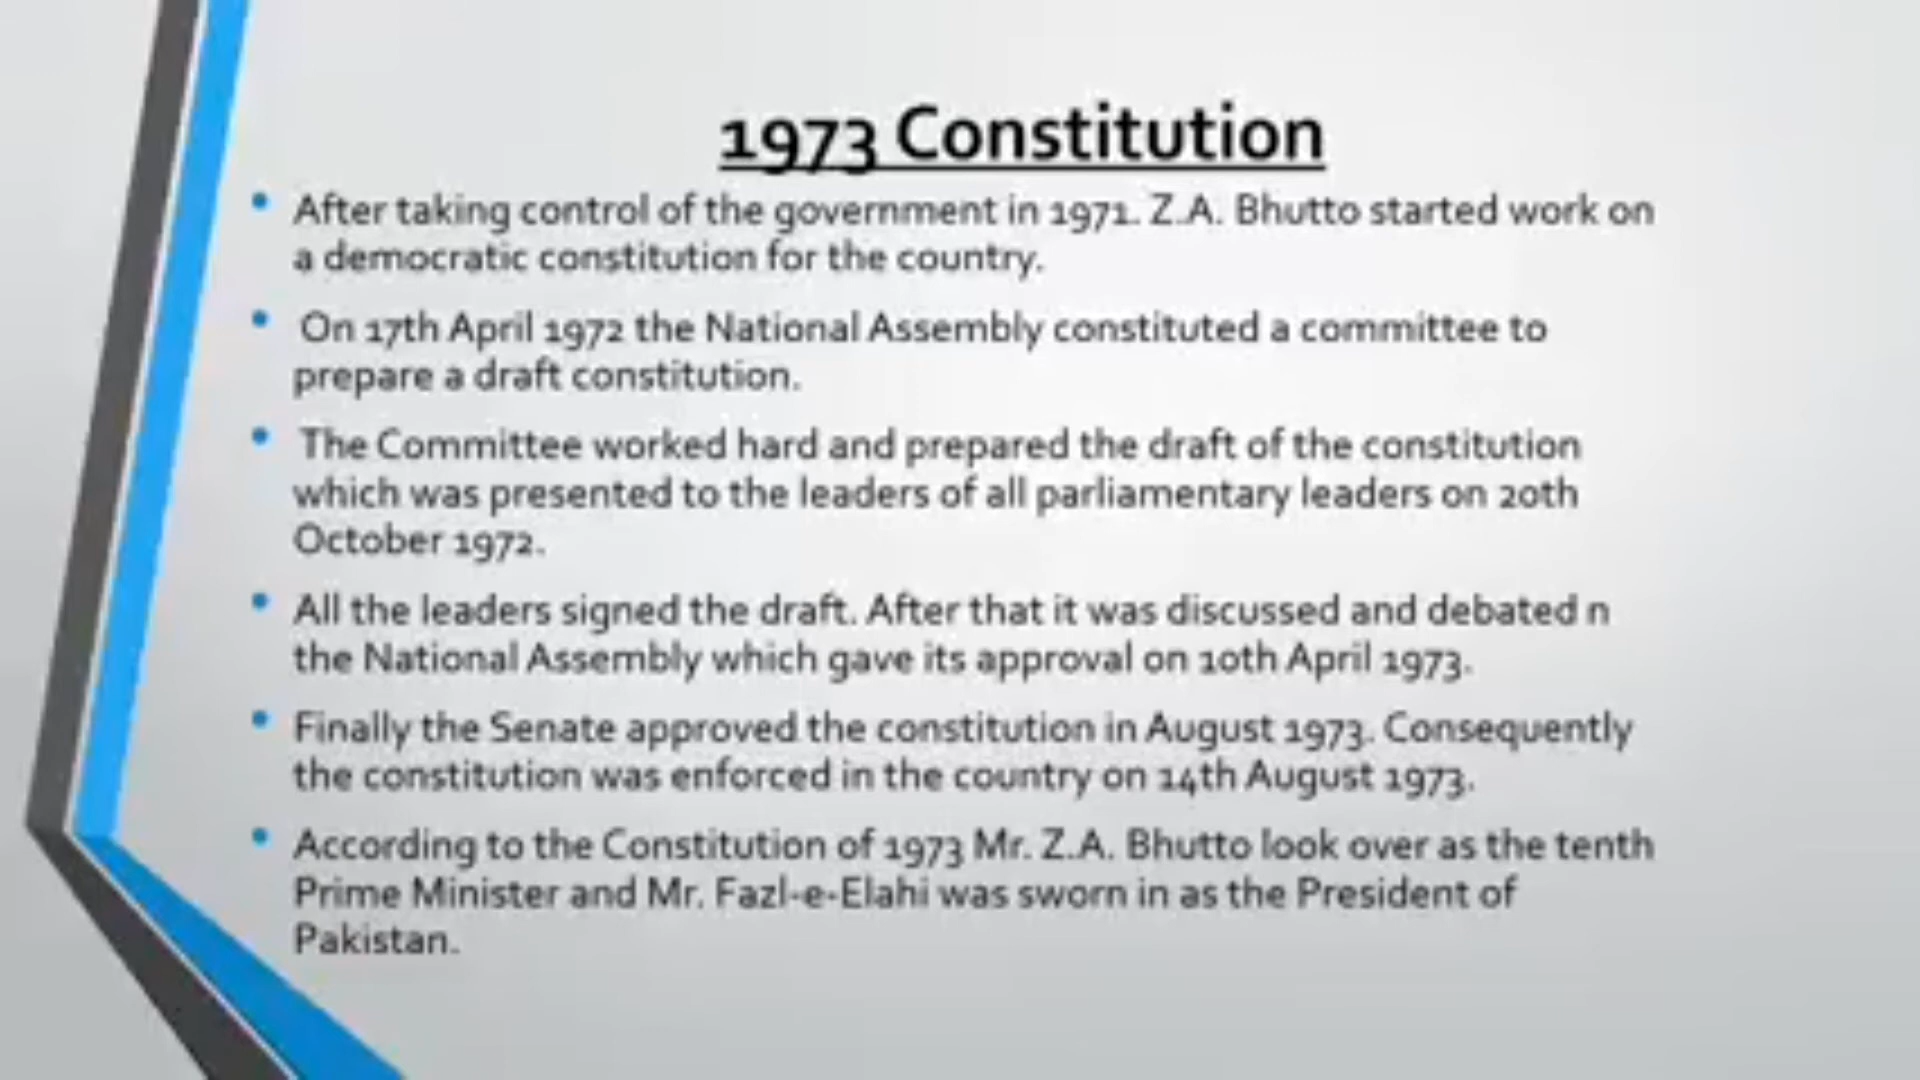 1973 Constitution
• After taking control of the government in 1971. Z.A. Bhutto started work on
a democratic constitution for the country.
• On 17th April 1972 the National Assembly constituted a committee to
prepare a draft constitution.
• The Committee worked hard and prepared the draft of the constitution
which was presented to the leaders of all parliamentary leaders on 20th
October 1972.
• All the leaders signed the draft. After that it was discussed and debated n
the National Assembly which gave its approval on 10th April 1973.
• Finally the Senate approved the constitution in August 1973. Consequently
the constitution was enforced in the country on 14th August 1973.
• According to the Constitution of 1973 Mr. Z.A. Bhutto look over as the tenth
Prime Minister and Mr. Fazl-e-Elahi was sworn in as the President of
Pakistan.